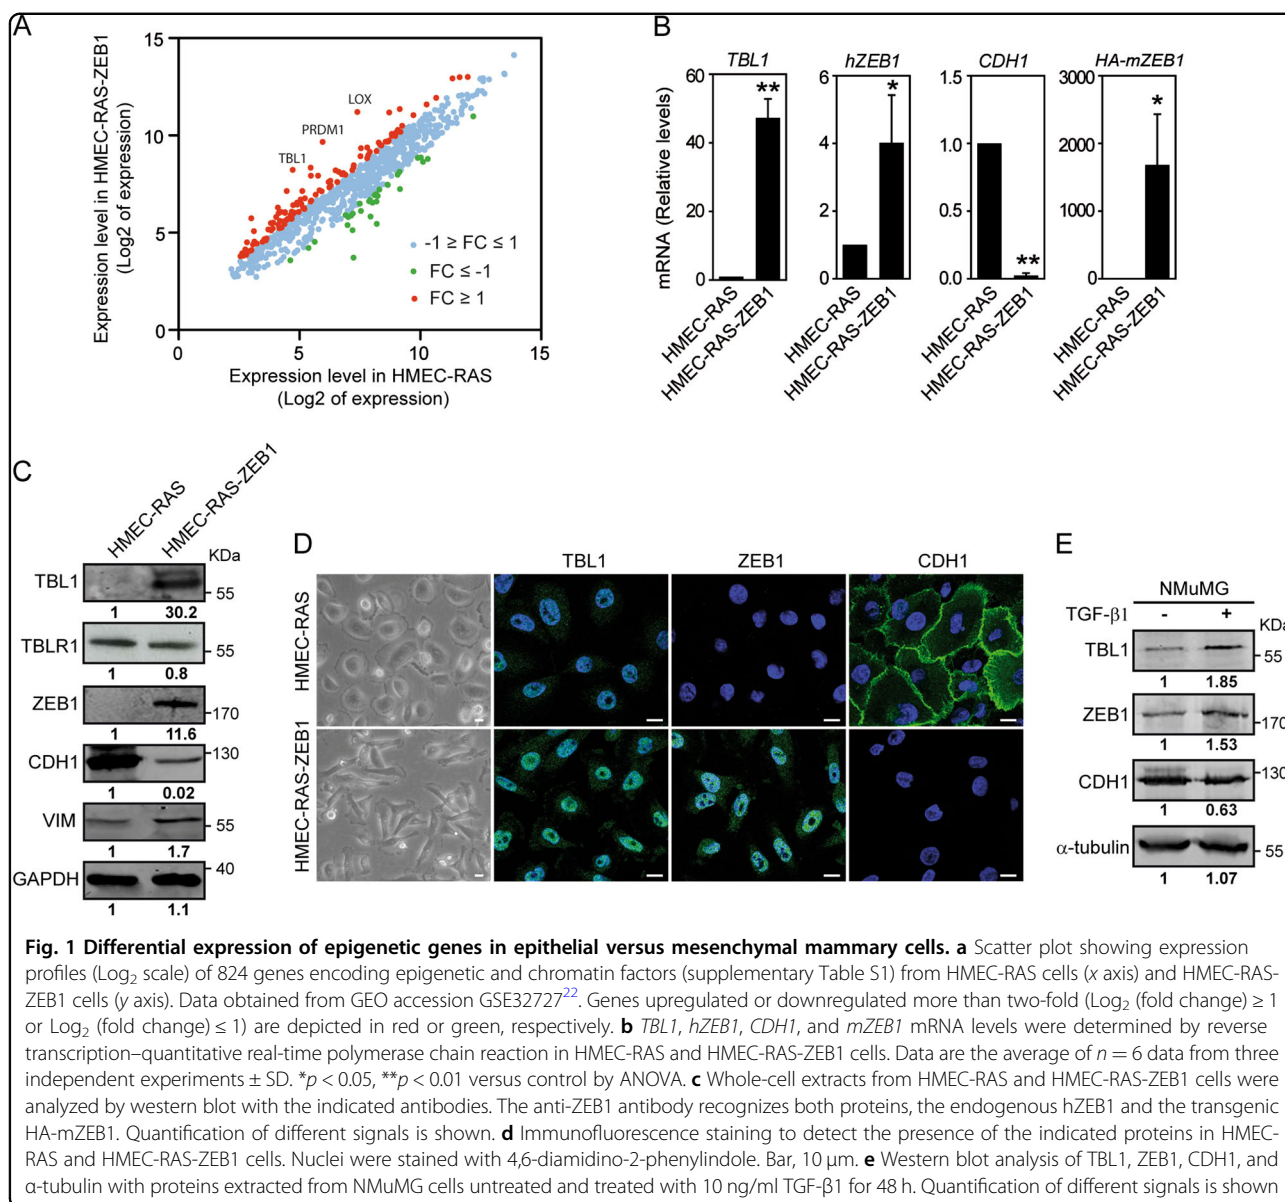 A
Expression level in HMEC-RAS-ZEB1
(Log2 of expression)
15
10
5
0
0
5
10
15
LOX
PRDM1
TBL1
-1 ≥ FC ≤ 1
FC ≤ -1
FC ≥ 1
Expression level in HMEC-RAS
(Log2 of expression)
B
mRNA (Relative levels)
TBL1
60
40
20
0
**
HMEC-RAS
HMEC-RAS-ZEB1
hZEB1
6
4
2
0
*
HMEC-RAS
HMEC-RAS-ZEB1
CDH1
1.5
1.0
0.5
0.0
**
HMEC-RAS
HMEC-RAS-ZEB1
HA-mZEB1
3000
2000
1000
0
*
HMEC-RAS
HMEC-RAS-ZEB1
C
HMEC-RAS
HMEC-RAS-ZEB1
KDa
TBL1
55
1 30.2
TBLR1
55
1 0.8
ZEB1
170
1 11.6
CDH1
130
1 0.02
VIM
55
1 1.7
GAPDH
40
1 1.1
D
TBL1 ZEB1 CDH1
HMEC-RAS
HMEC-RAS-ZEB1
E
NMuMG
TGF-β1 - +
KDa
TBL1
55
1 1.85
ZEB1
170
1 1.53
CDH1
130
1 0.63
α-tubulin
55
1 1.07
Fig. 1 Differential expression of epigenetic genes in epithelial versus mesenchymal mammary cells. a Scatter plot showing expression
profiles (Log2 scale) of 824 genes encoding epigenetic and chromatin factors (supplementary Table S1) from HMEC-RAS cells (x axis) and HMEC-RAS-
ZEB1 cells (y axis). Data obtained from GEO accession GSE32727²². Genes upregulated or downregulated more than two-fold (Log2 (fold change) ≥ 1
or Log2 (fold change) ≤ 1) are depicted in red or green, respectively. b TBL1, hZEB1, CDH1, and mZEB1 mRNA levels were determined by reverse
transcription–quantitative real-time polymerase chain reaction in HMEC-RAS and HMEC-RAS-ZEB1 cells. Data are the average of n = 6 data from three
independent experiments ± SD. *p < 0.05, **p < 0.01 versus control by ANOVA. c Whole-cell extracts from HMEC-RAS and HMEC-RAS-ZEB1 cells were
analyzed by western blot with the indicated antibodies. The anti-ZEB1 antibody recognizes both proteins, the endogenous hZEB1 and the transgenic
HA-mZEB1. Quantification of different signals is shown. d Immunofluorescence staining to detect the presence of the indicated proteins in HMEC-
RAS and HMEC-RAS-ZEB1 cells. Nuclei were stained with 4,6-diamidino-2-phenylindole. Bar, 10 μm. e Western blot analysis of TBL1, ZEB1, CDH1, and
α-tubulin with proteins extracted from NMuMG cells untreated and treated with 10 ng/ml TGF-β1 for 48 h. Quantification of different signals is shown